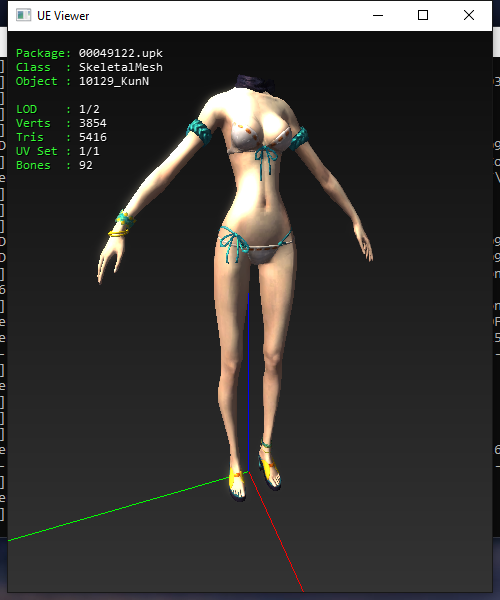 UE Viewer
Package: 00049122.upk
Class : SkeletalMesh
Object : 10129_KunN
LOD : 1/2
Verts : 3854
Tris : 5416
UV Set : 1/1
Bones : 92